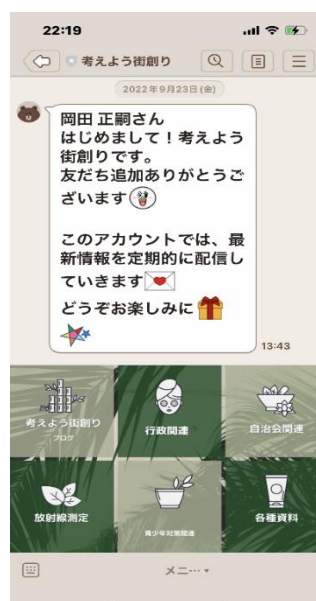 22:19
考えよう街創り
2022年9月23日(金)
岡田 正嗣さん
はじめまして！考えよう
街創りです。
友だち追加ありがとうご
ざいます
このアカウントでは、最
新情報を定期的に配信し
ていきます
どうぞお楽しみに
13:43
考えよう街創り
ブログ
行政関連
自治会関連
放射線測定
青少年対策関連
各種資料
メニ… ▾